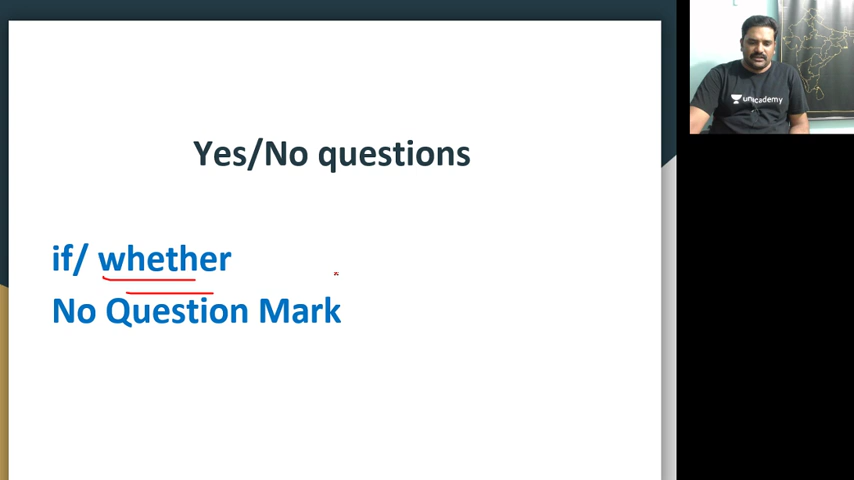 Yes/No questions
if/ whether
No Question Mark
unacademy